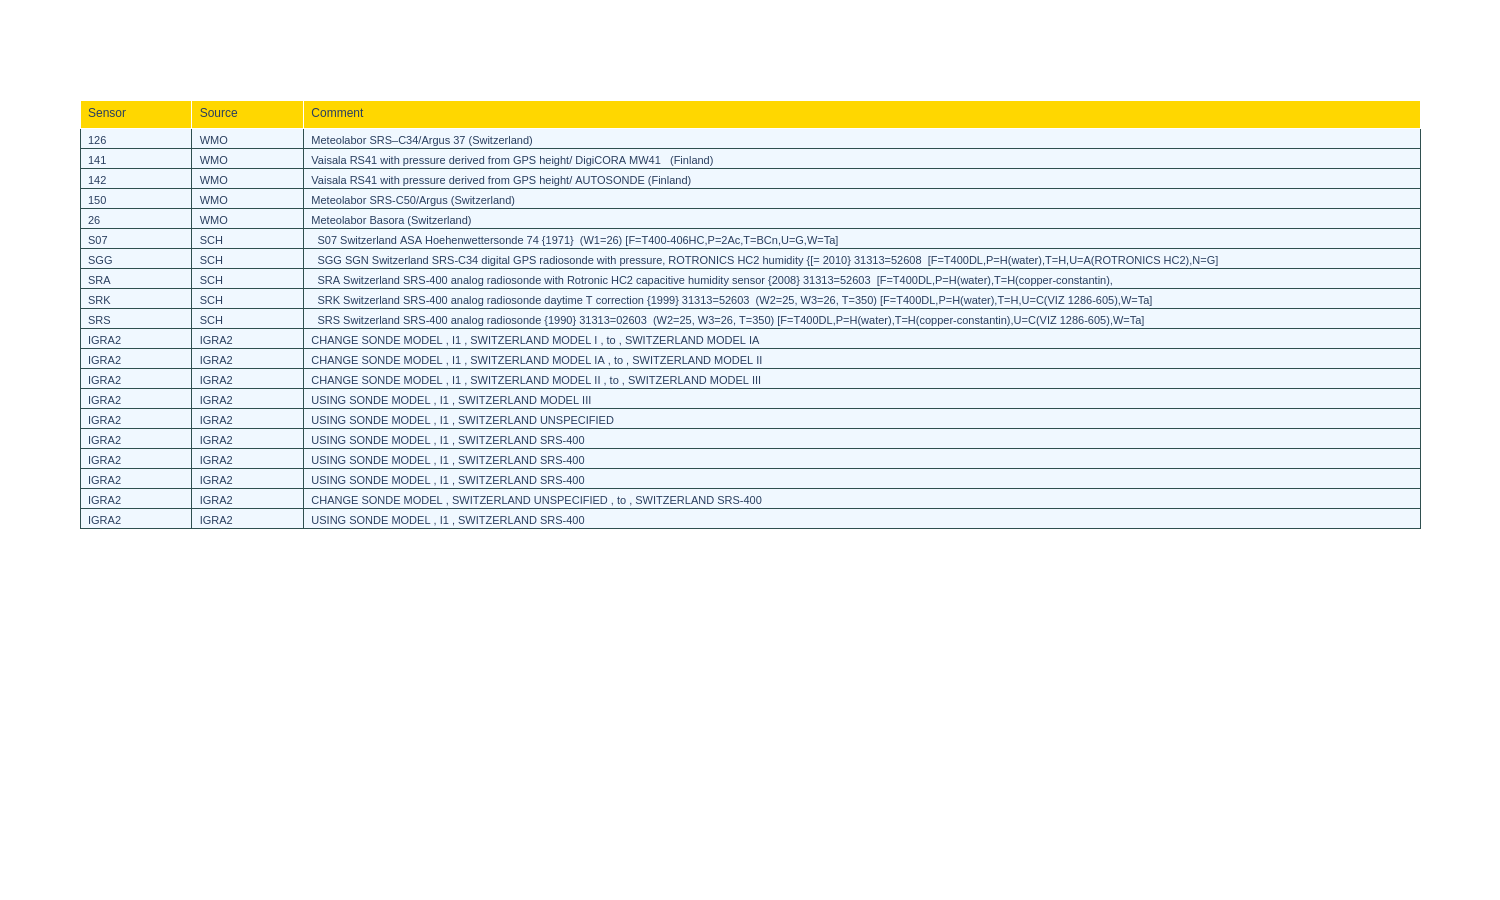 Sensor Source Comment
126 WMO Meteolabor SRS–C34/Argus 37 (Switzerland)
141 WMO Vaisala RS41 with pressure derived from GPS height/ DigiCORA MW41   (Finland)
142 WMO Vaisala RS41 with pressure derived from GPS height/ AUTOSONDE (Finland)
150 WMO Meteolabor SRS-C50/Argus (Switzerland)
26 WMO Meteolabor Basora (Switzerland)
S07 SCH S07 Switzerland ASA Hoehenwettersonde 74 {1971}  (W1=26) [F=T400-406HC,P=2Ac,T=BCn,U=G,W=Ta]
SGG SCH SGG SGN Switzerland SRS-C34 digital GPS radiosonde with pressure, ROTRONICS HC2 humidity {[= 2010} 31313=52608  [F=T400DL,P=H(water),T=H,U=A(ROTRONICS HC2),N=G]
SRA SCH SRA Switzerland SRS-400 analog radiosonde with Rotronic HC2 capacitive humidity sensor {2008} 31313=52603  [F=T400DL,P=H(water),T=H(copper-constantin),
SRK SCH SRK Switzerland SRS-400 analog radiosonde daytime T correction {1999} 31313=52603  (W2=25, W3=26, T=350) [F=T400DL,P=H(water),T=H,U=C(VIZ 1286-605),W=Ta]
SRS SCH SRS Switzerland SRS-400 analog radiosonde {1990} 31313=02603  (W2=25, W3=26, T=350) [F=T400DL,P=H(water),T=H(copper-constantin),U=C(VIZ 1286-605),W=Ta]
IGRA2 IGRA2 CHANGE SONDE MODEL , I1 , SWITZERLAND MODEL I , to , SWITZERLAND MODEL IA
IGRA2 IGRA2 CHANGE SONDE MODEL , I1 , SWITZERLAND MODEL IA , to , SWITZERLAND MODEL II
IGRA2 IGRA2 CHANGE SONDE MODEL , I1 , SWITZERLAND MODEL II , to , SWITZERLAND MODEL III
IGRA2 IGRA2 USING SONDE MODEL , I1 , SWITZERLAND MODEL III
IGRA2 IGRA2 USING SONDE MODEL , I1 , SWITZERLAND UNSPECIFIED
IGRA2 IGRA2 USING SONDE MODEL , I1 , SWITZERLAND SRS-400
IGRA2 IGRA2 USING SONDE MODEL , I1 , SWITZERLAND SRS-400
IGRA2 IGRA2 USING SONDE MODEL , I1 , SWITZERLAND SRS-400
IGRA2 IGRA2 CHANGE SONDE MODEL , SWITZERLAND UNSPECIFIED , to , SWITZERLAND SRS-400
IGRA2 IGRA2 USING SONDE MODEL , I1 , SWITZERLAND SRS-400